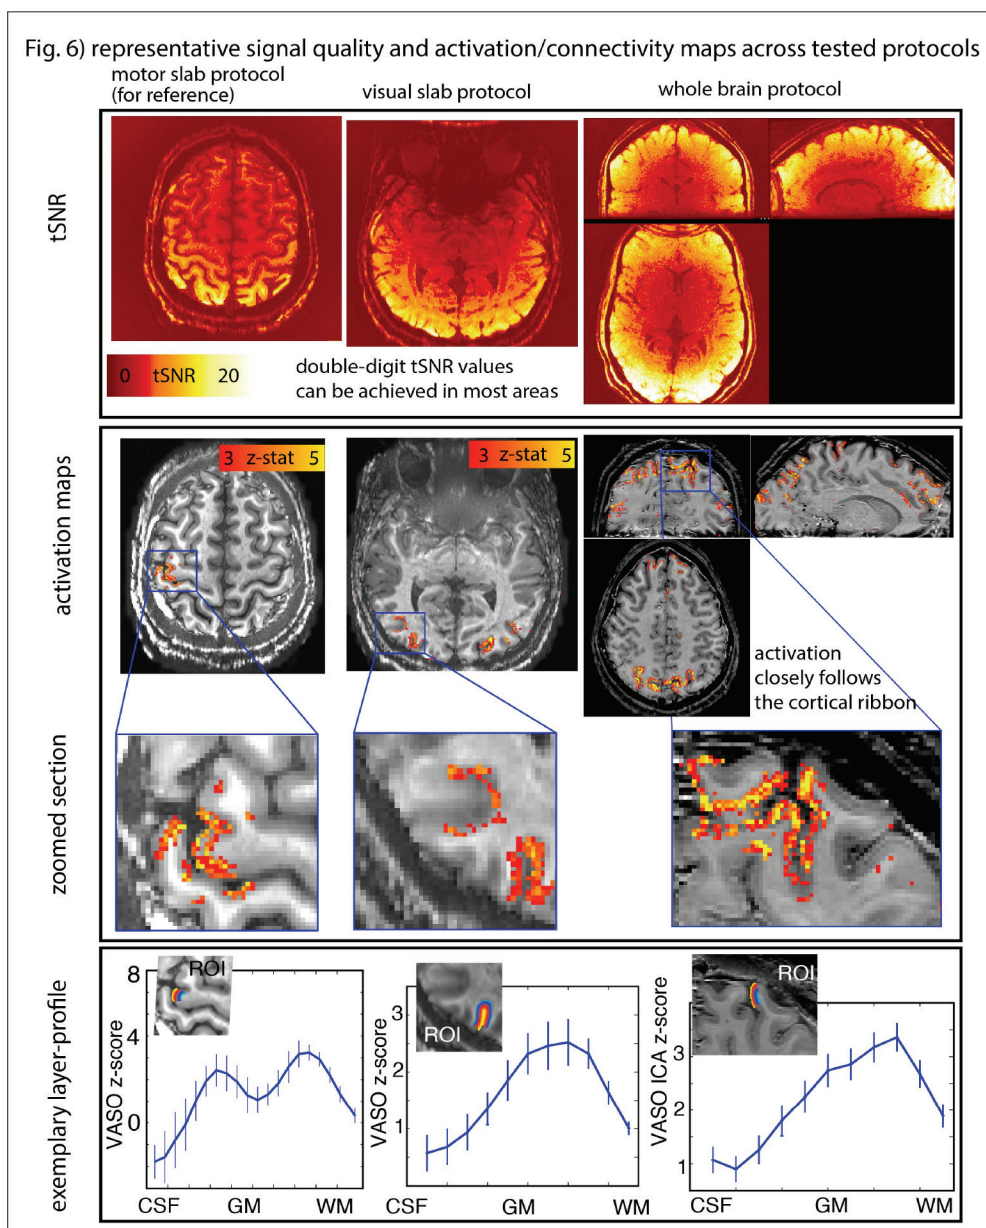 Fig. 6) representative signal quality and activation/connectivity maps across tested protocols
motor slab protocol
(for reference)
visual slab protocol
whole brain protocol
tSNR
0 tSNR 20
double-digit tSNR values
can be achieved in most areas
activation maps
3 z-stat 5
3 z-stat 5
activation
closely follows
the cortical ribbon
zoomed section
exemplary layer-profile
VASO z-score
8
4
0
ROI
CSF GM WM
VASO z-score
3
2
1
ROI
GM
VASO ICA z-score
3
2
1
ROI
CSF GM WM